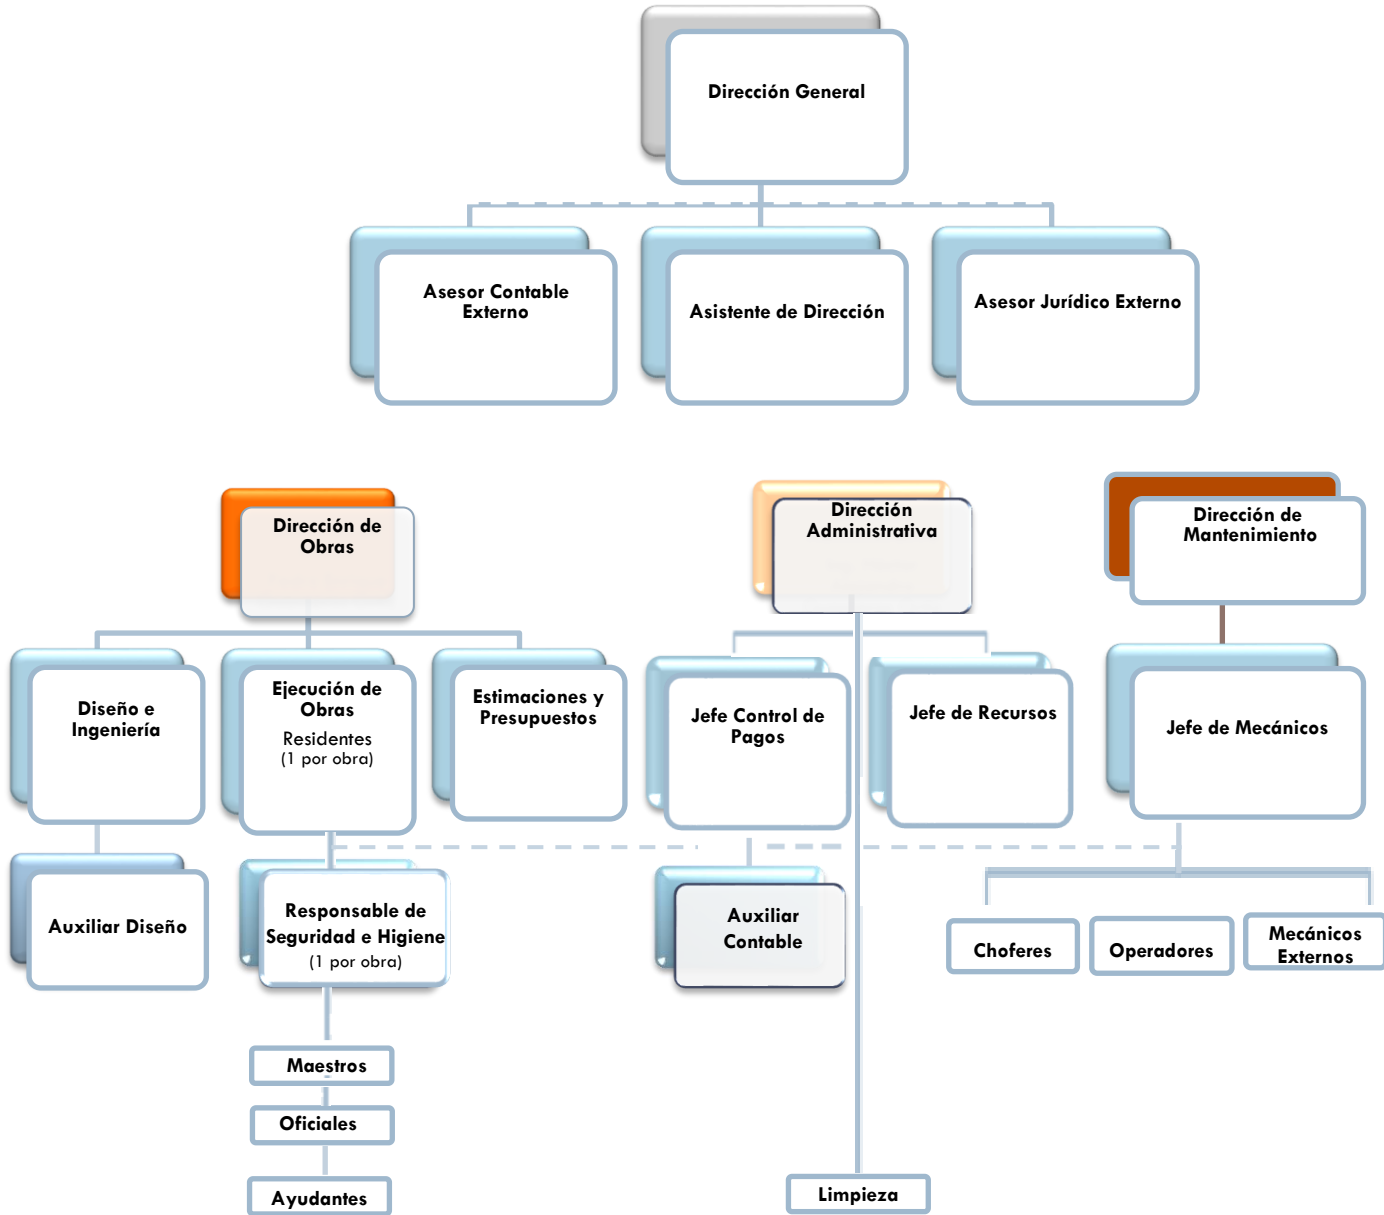 Dirección General
Asesor Contable
Externo
Asistente de Dirección
Asesor Jurídico Externo
Dirección de
Obras
Dirección
Administrativa
Dirección de
Mantenimiento
Diseño e
Ingeniería
Ejecución de
Obras
Residentes
(1 por obra)
Estimaciones y
Presupuestos
Jefe Control de
Pagos
Jefe de Recursos
Jefe de Mecánicos
Auxiliar Diseño
Responsable de
Seguridad e Higiene
(1 por obra)
Auxiliar
Contable
Choferes
Operadores
Mecánicos
Externos
Maestros
Oficiales
Ayudantes
Limpieza